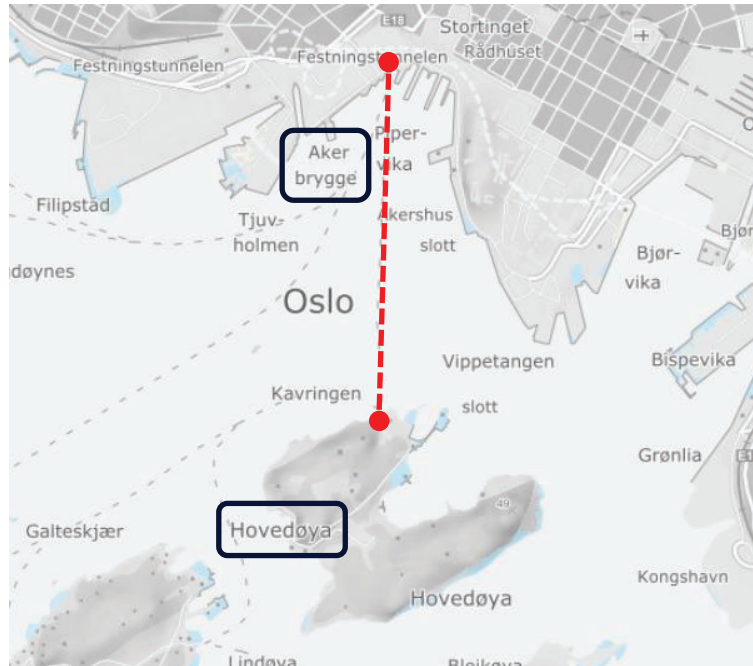 E18
Stortinget
Rådhuset
Festningstunnelen
Festningstunnelen
Piper-
vika
Aker
brygge
Filipstad
Tjuv-
holmen
Akershus
slott
Bjør-
vika
døynes
Oslo
Vippetangen
Bispevika
Kavringen
slott
Grønlia
49
Galteskjær
Hovedøya
Kongshavn
Hovedøya
Lindøya
Bleikøya